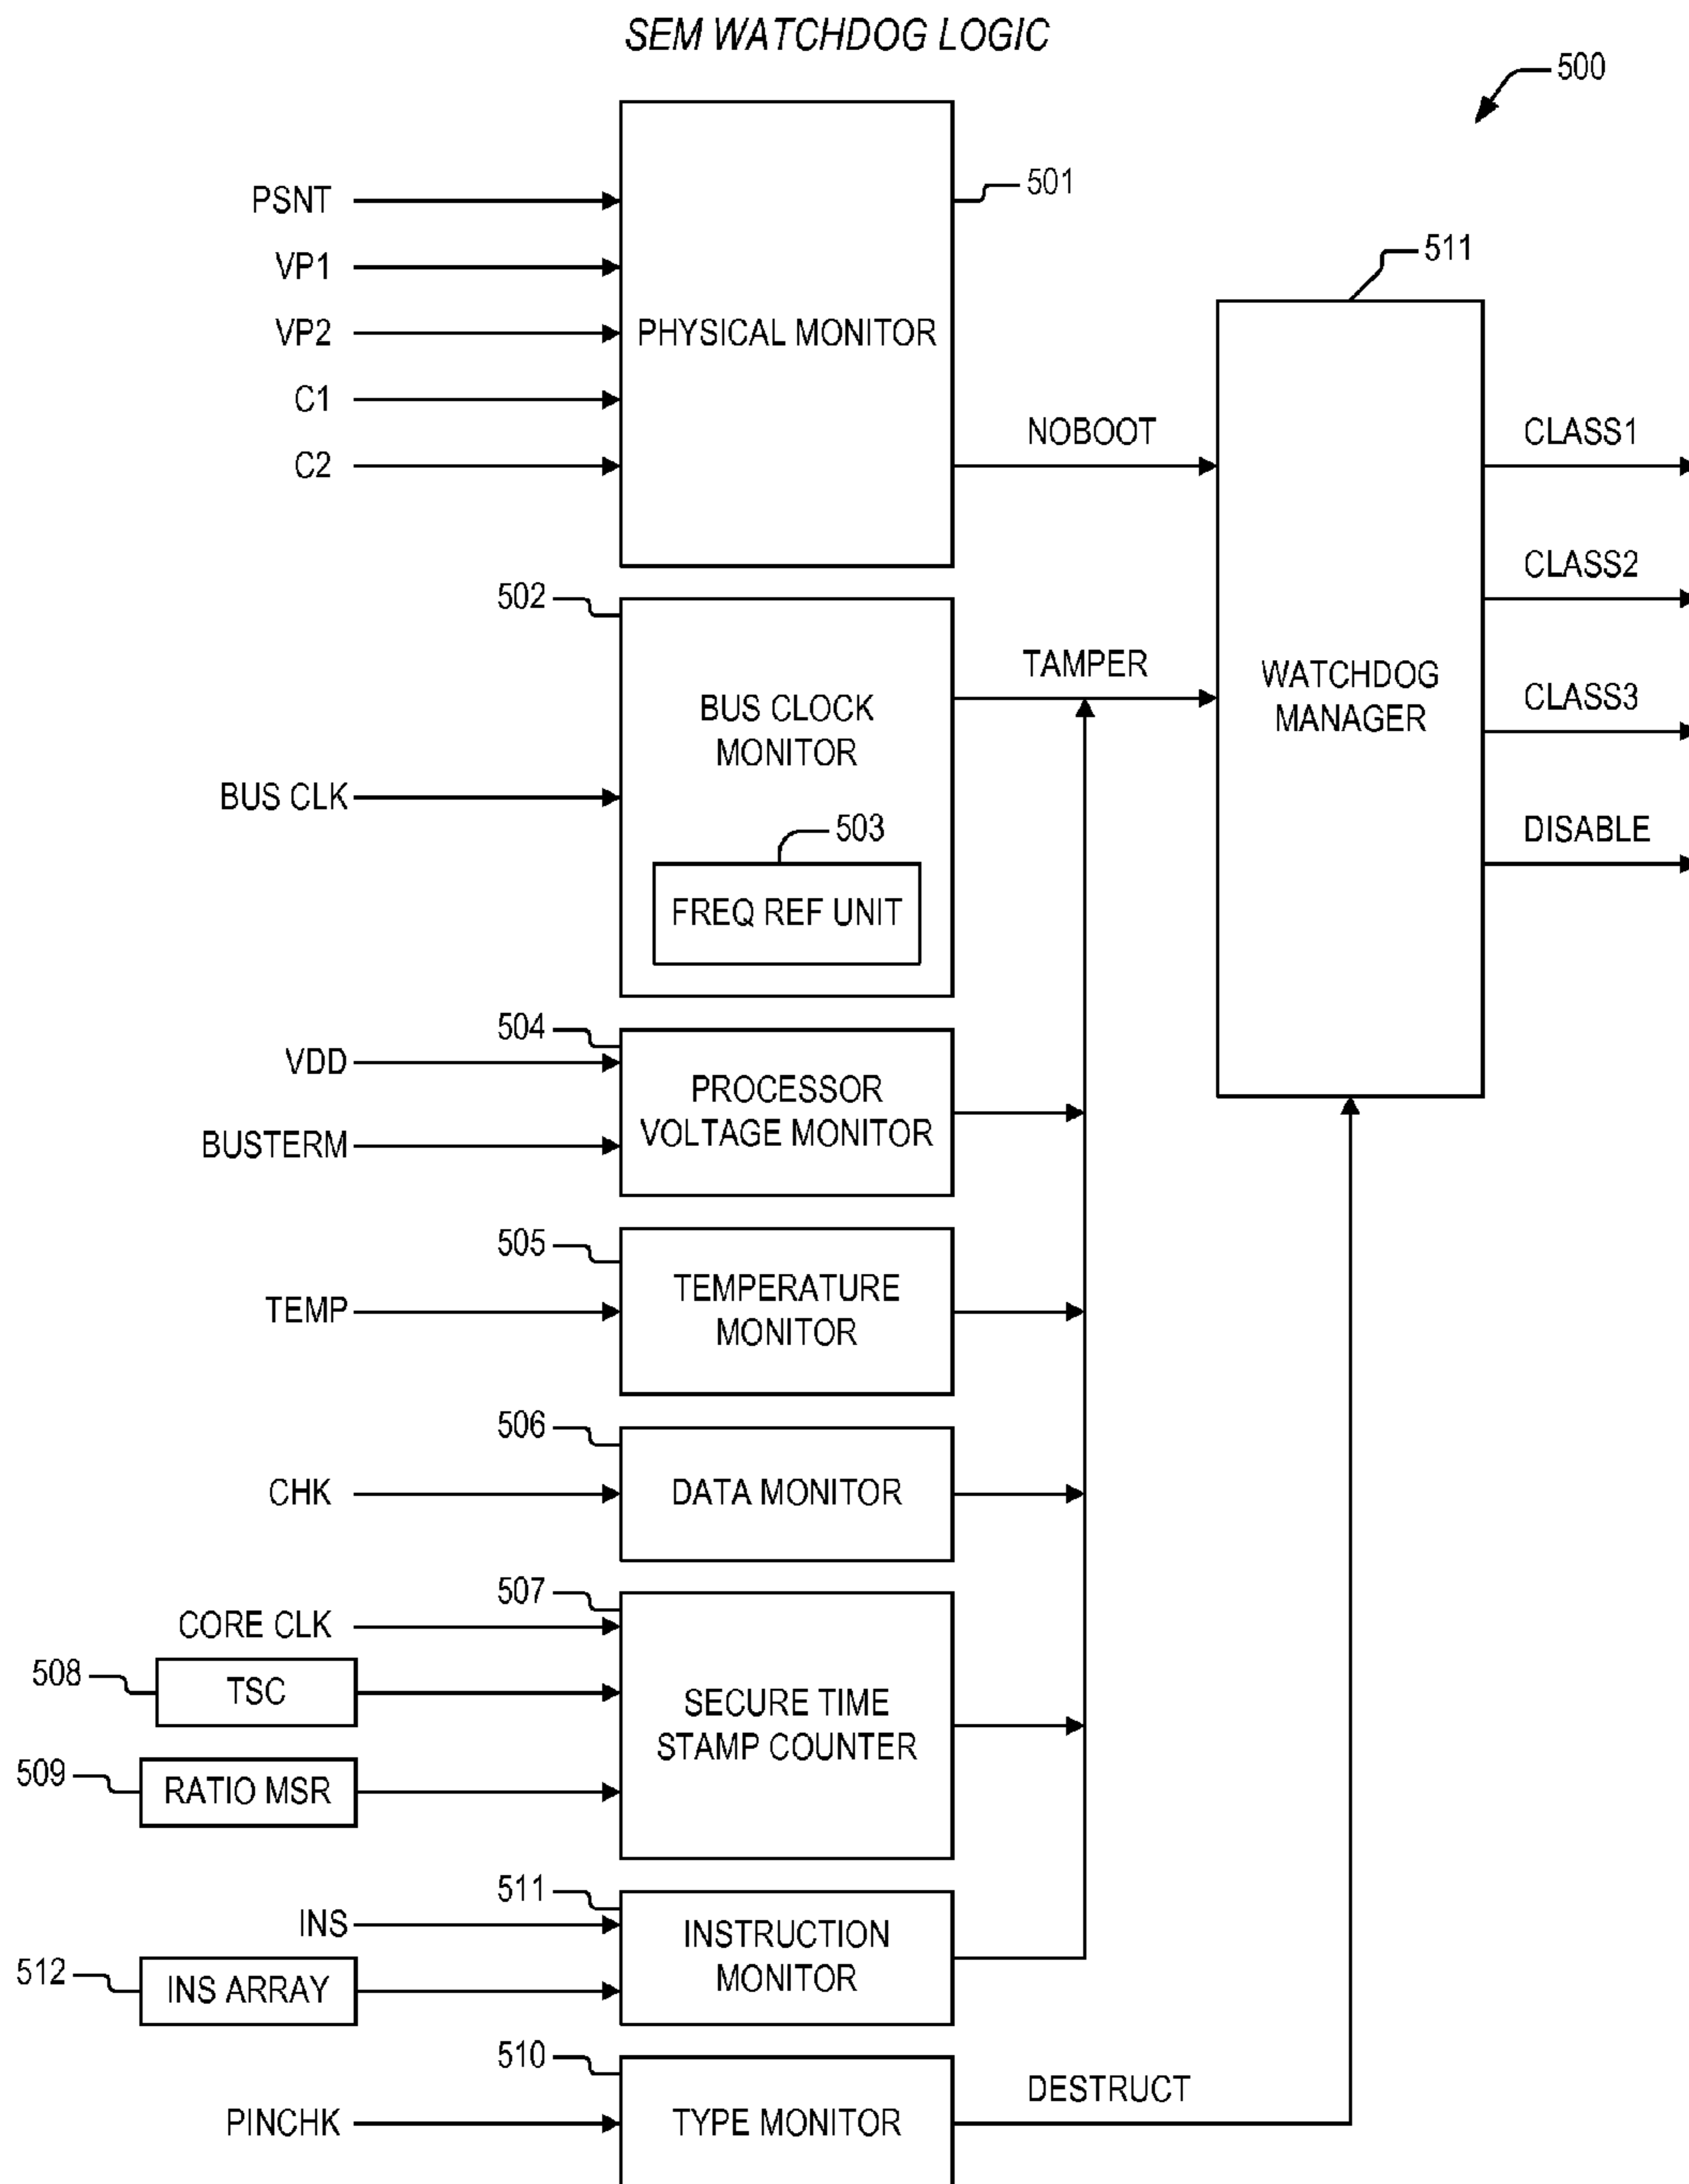 SEM WATCHDOG LOGIC
500
PSNT
501
VP1
511
VP2
PHYSICAL MONITOR
C1
NOBOOT
CLASS1
C2
CLASS2
502
TAMPER
WATCHDOG
MANAGER
CLASS3
BUS CLOCK
MONITOR
BUS CLK
503
DISABLE
FREQ REF UNIT
504
VDD
PROCESSOR
VOLTAGE MONITOR
BUSTERM
505
TEMPERATURE
MONITOR
TEMP
506
CHK
DATA MONITOR
507
CORE CLK
508
TSC
SECURE TIME
STAMP COUNTER
509
RATIO MSR
511
INS
INSTRUCTION
MONITOR
512
INS ARRAY
510
DESTRUCT
PINCHK
TYPE MONITOR